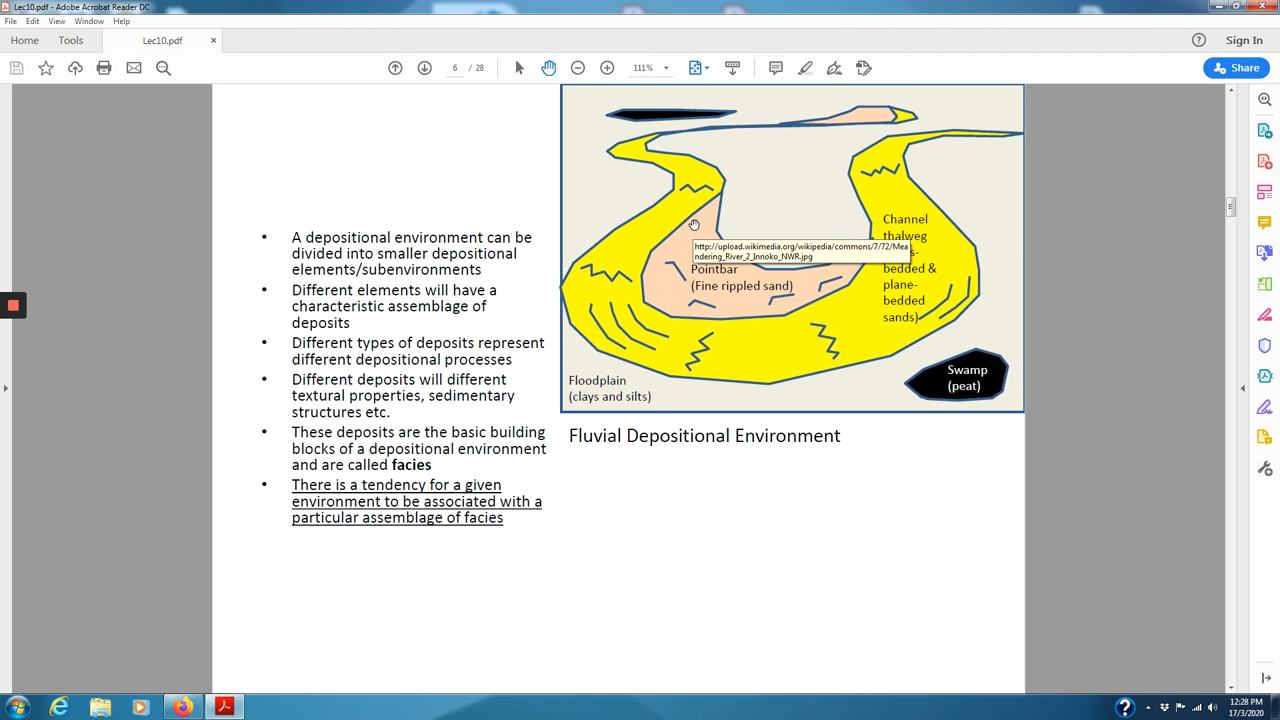 Lec10.pdf - Adobe Acrobat Reader DC
File Edit View Window Help
Home Tools Lec10.pdf × Sign In
6 / 28 111% Share
• A depositional environment can be
divided into smaller depositional
elements/subenvironments
• Different elements will have a
characteristic assemblage of
deposits
• Different types of deposits represent
different depositional processes
• Different deposits will different
textural properties, sedimentary
structures etc.
• These deposits are the basic building
blocks of a depositional environment
and are called facies
• There is a tendency for a given
environment to be associated with a
particular assemblage of facies
Channel
thalweg
http://upload.wikimedia.org/wikipedia/commons/7/72/Mea
ndering_River_2_Innoko_NWR.jpg
Pointbar
(Fine rippled sand)
bedded &
plane-
bedded
sands)
Swamp
(peat)
Floodplain
(clays and silts)
Fluvial Depositional Environment
12:28 PM
17/3/2020